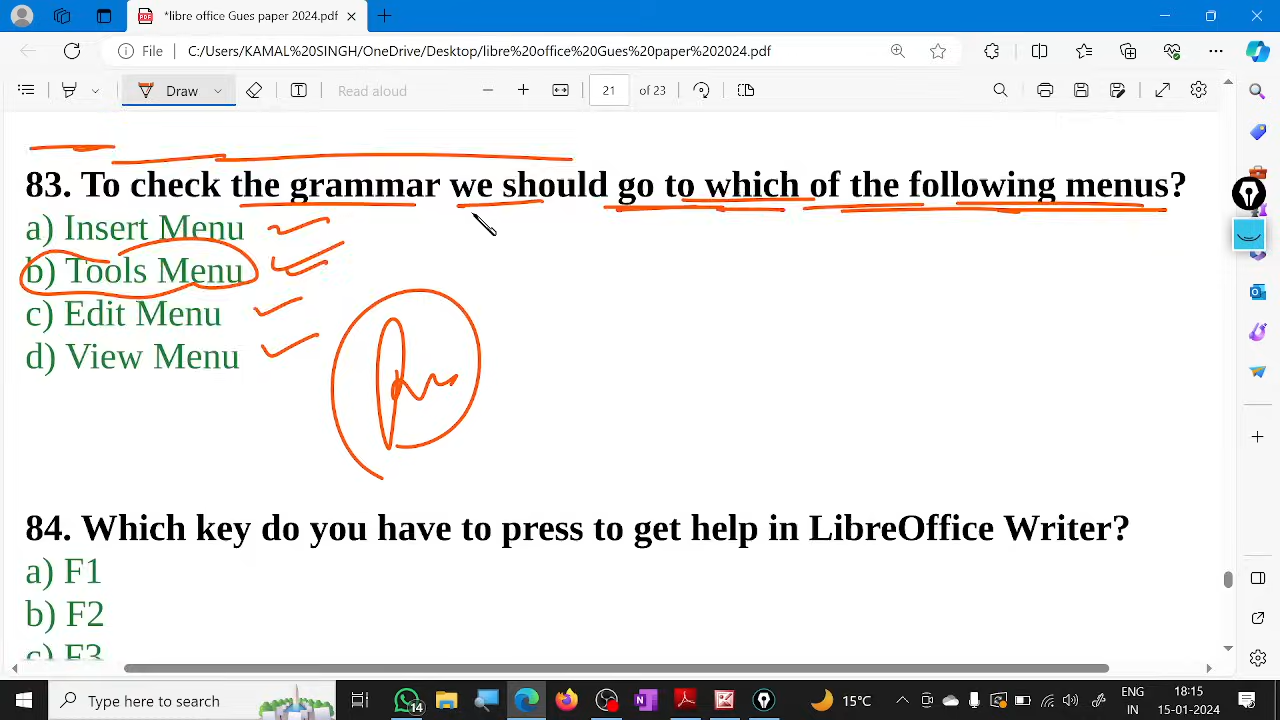 *libre office Gues paper 2024.pdf
File
C:/Users/KAMAL%20SINGH/OneDrive/Desktop/libre%20office%20Gues%20paper%202024.pdf
Draw
Read aloud
21
of 23
83. To check the grammar we should go to which of the following menus?
a) Insert Menu
b) Tools Menu
c) Edit Menu
d) View Menu
84. Which key do you have to press to get help in LibreOffice Writer?
a) F1
b) F2
c) F3
Type here to search
14
15°C
ENG
IN
18:15
15-01-2024